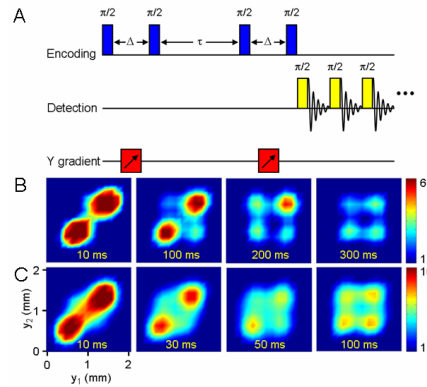 A
π/2 π/2 π/2 π/2
Encoding
Δ τ Δ
π/2 π/2 π/2
Detection
Y gradient
B
10 ms 100 ms 200 ms 300 ms
6
1
C
10 ms 30 ms 50 ms 100 ms
1
y₂ (mm)
2
1
0
0 1 2
y₁ (mm)